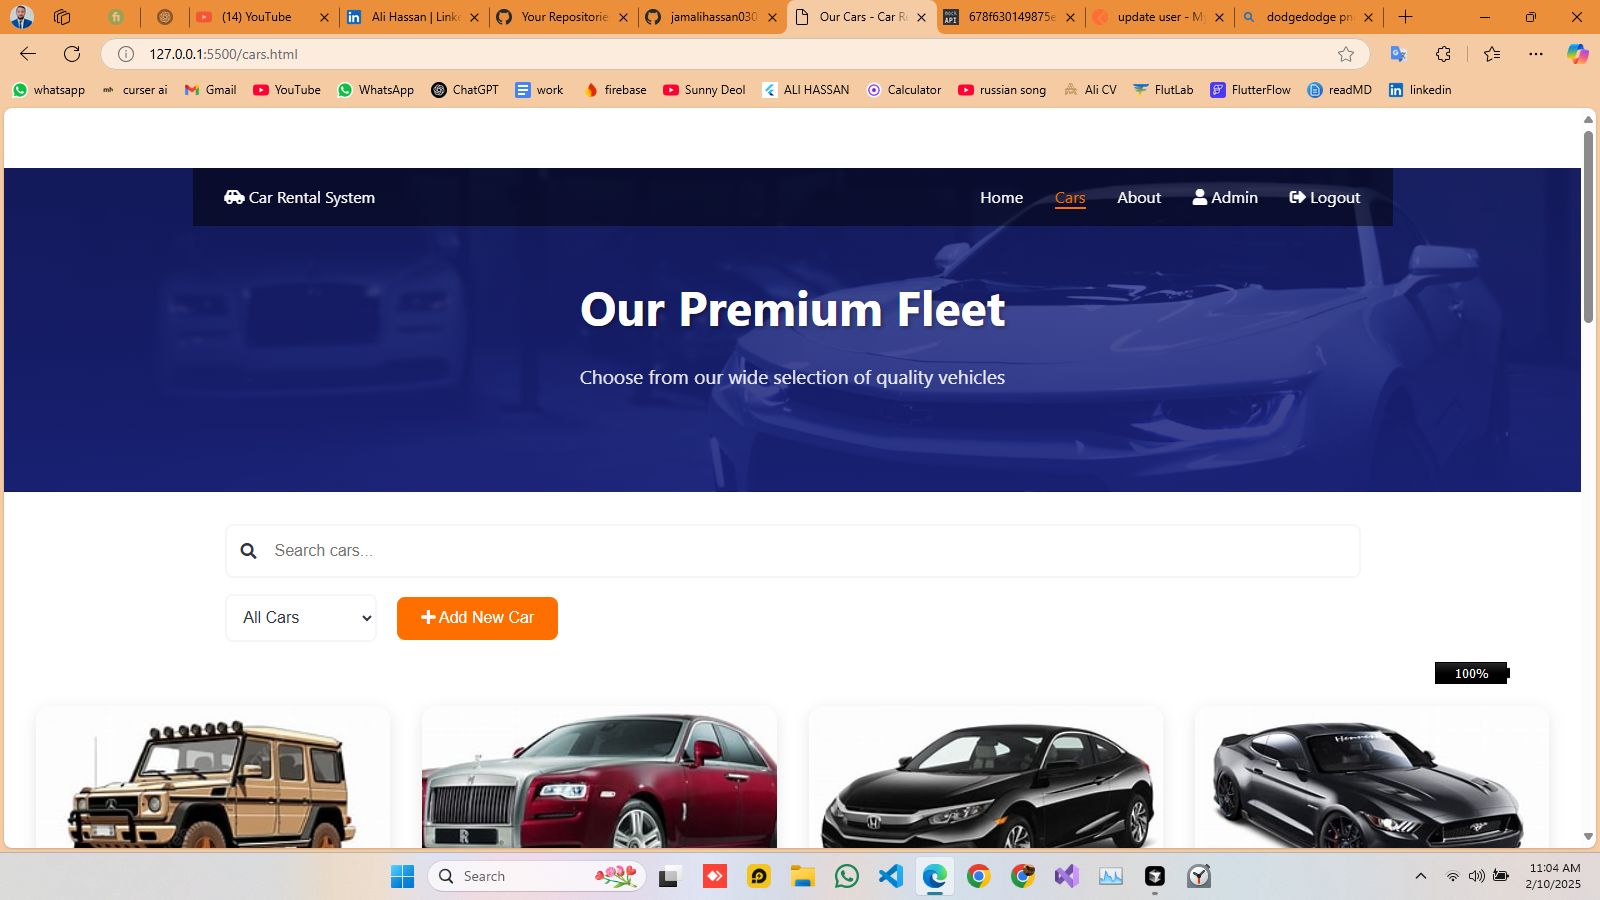 (14) YouTube
Ali Hassan | Linke
Your Repositorie
jamalihassan030
Our Cars - Car Re
678f630149875e
update user - My
dodgedodge pn
127.0.0.1:5500/cars.html
whatsapp
curser ai
Gmail
YouTube
WhatsApp
ChatGPT
work
firebase
Sunny Deol
ALI HASSAN
Calculator
russian song
Ali CV
FlutLab
FlutterFlow
readMD
linkedin
Car Rental System
Home
Cars
About
Admin
Logout
Our Premium Fleet
Choose from our wide selection of quality vehicles
Search cars...
All Cars
Add New Car
100%
Search
11:04 AM
2/10/2025